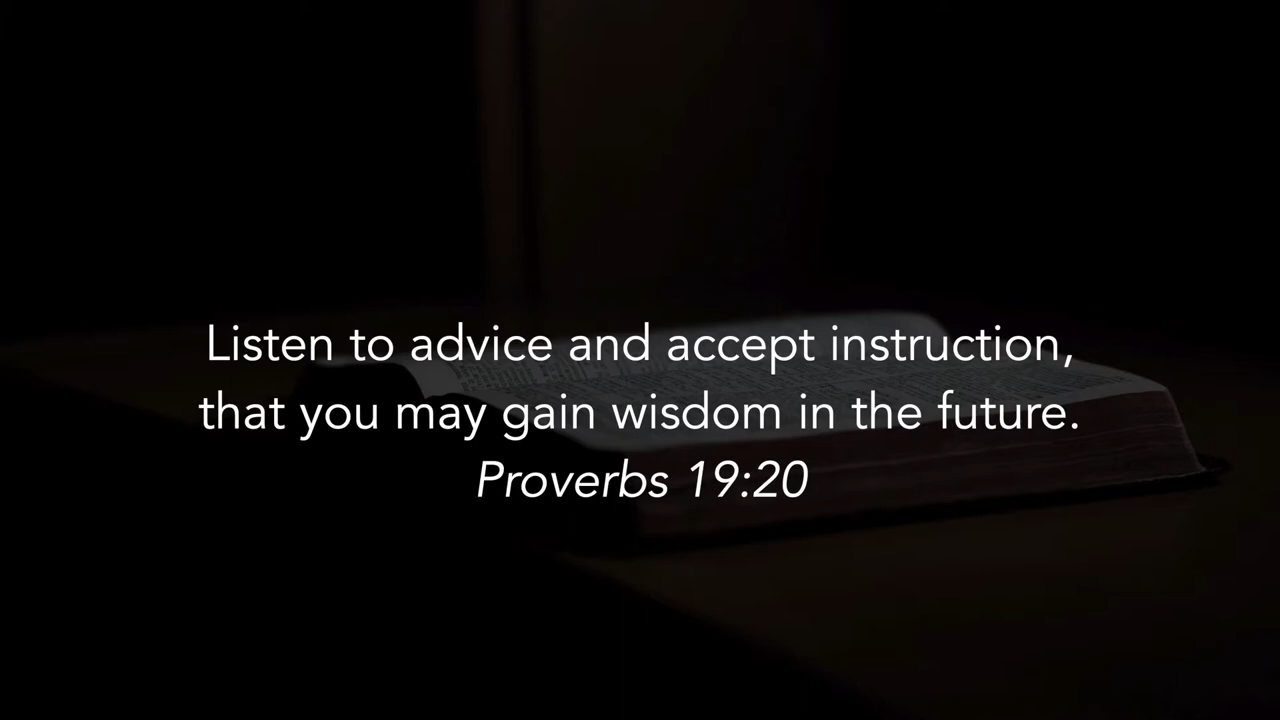 Listen to advice and accept instruction,
that you may gain wisdom in the future.
Proverbs 19:20